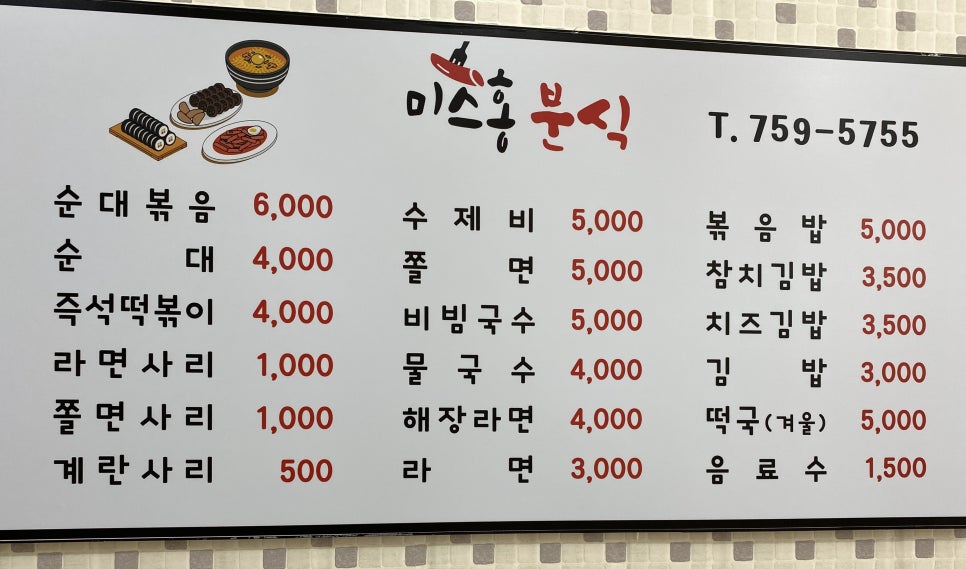 미스홍 분식
T. 759-5755
순대볶음 6,000
순대 4,000
즉석떡볶이 4,000
라면사리 1,000
쫄면사리 1,000
계란사리 500
수제비 5,000
쫄면 5,000
비빔국수 5,000
물국수 4,000
해장라면 4,000
라면 3,000
볶음밥 5,000
참치김밥 3,500
치즈김밥 3,500
김밥 3,000
떡국(겨울) 5,000
음료수 1,500